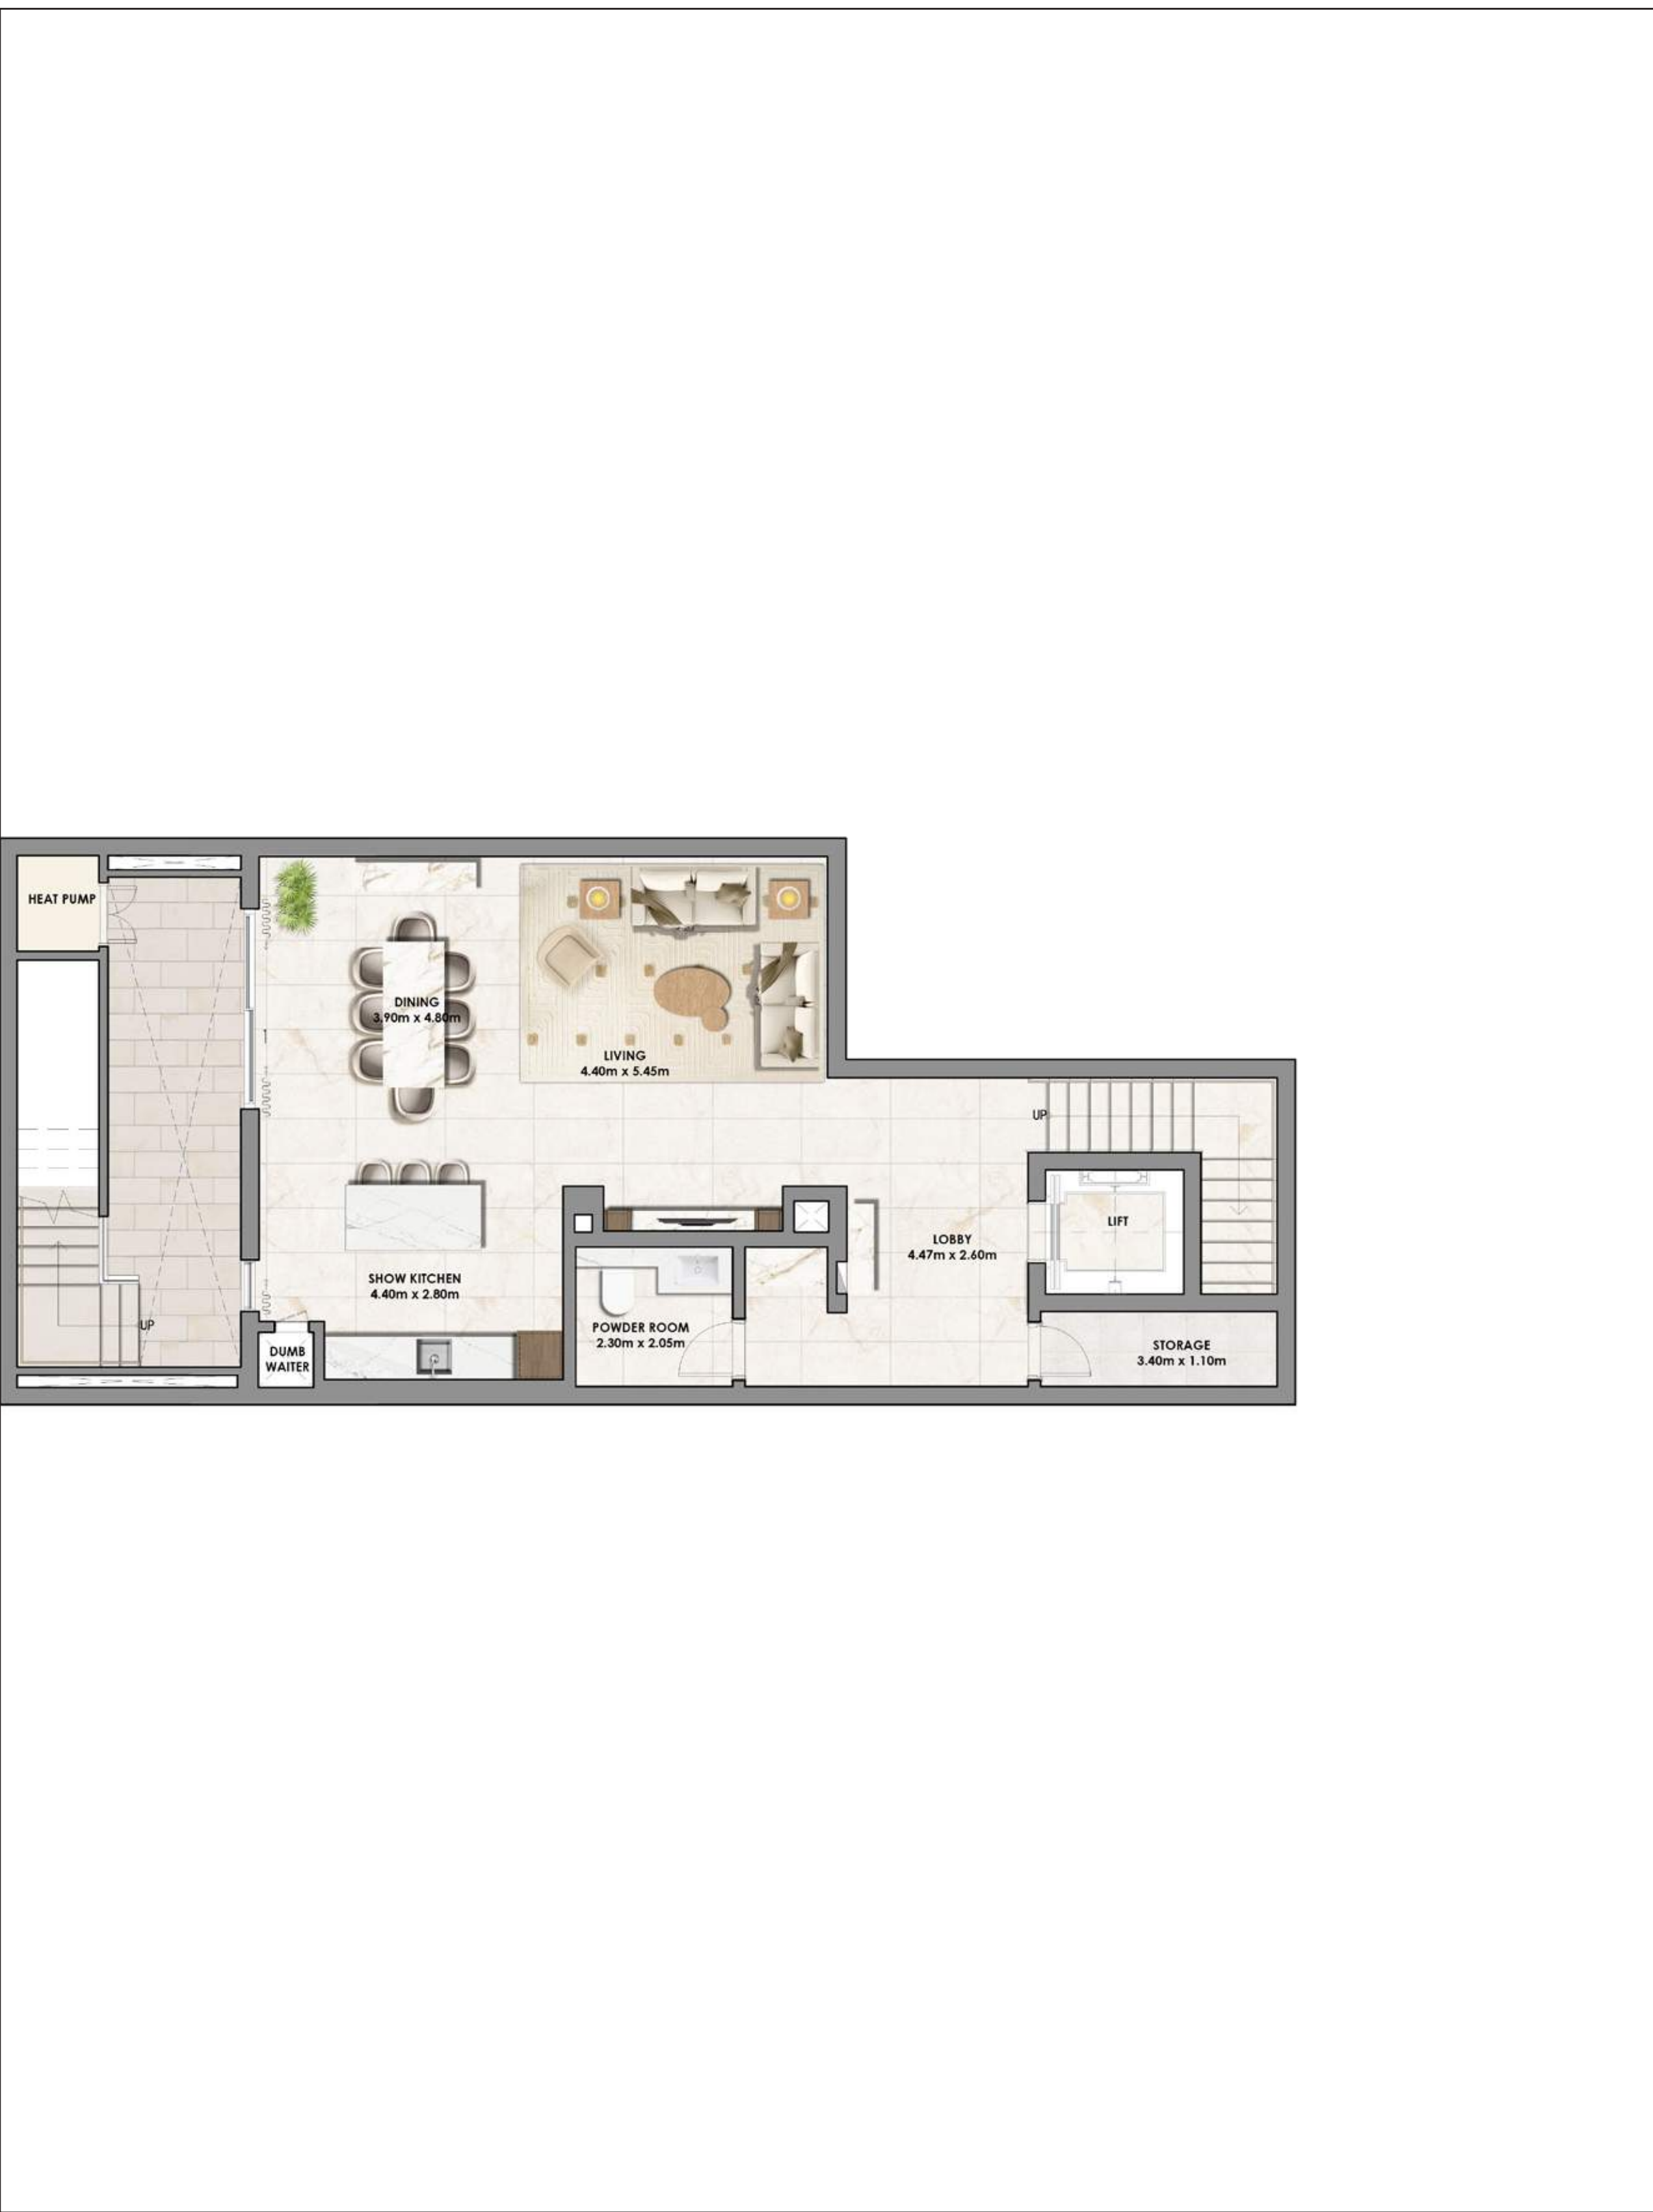 HEAT PUMP
DINING
3.90m x 4.80m
LIVING
4.40m x 5.45m
UP
LIFT
LOBBY
4.47m x 2.60m
SHOW KITCHEN
4.40m x 2.80m
UP
POWDER ROOM
2.30m x 2.05m
DUMB
WAITER
STORAGE
3.40m x 1.10m